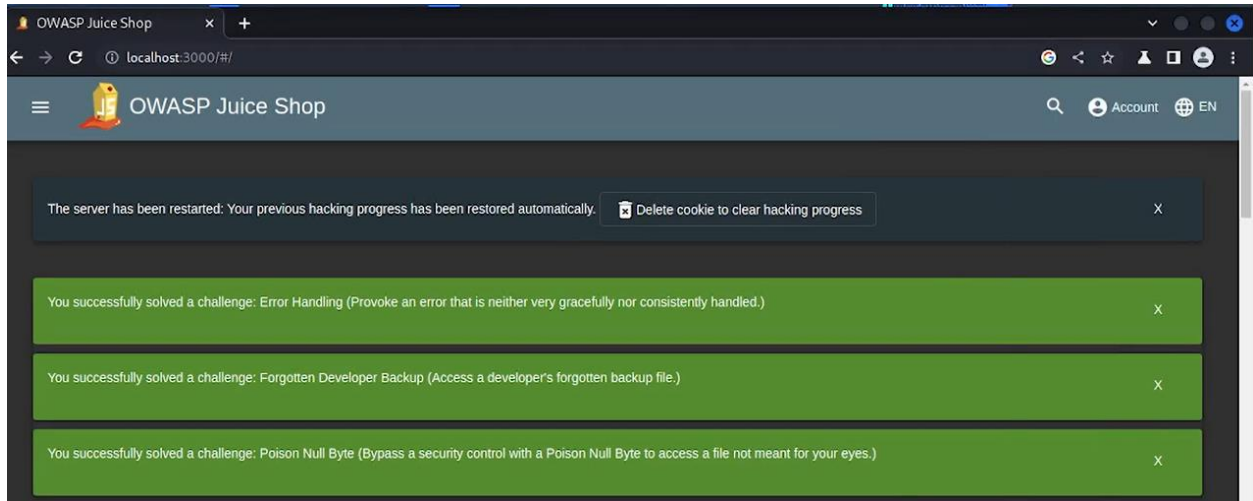 OWASP Juice Shop
localhost:3000/#/
JS
OWASP Juice Shop
Account
EN
The server has been restarted: Your previous hacking progress has been restored automatically.
Delete cookie to clear hacking progress
X
You successfully solved a challenge: Error Handling (Provoke an error that is neither very gracefully nor consistently handled.)
X
You successfully solved a challenge: Forgotten Developer Backup (Access a developer's forgotten backup file.)
X
You successfully solved a challenge: Poison Null Byte (Bypass a security control with a Poison Null Byte to access a file not meant for your eyes.)
X